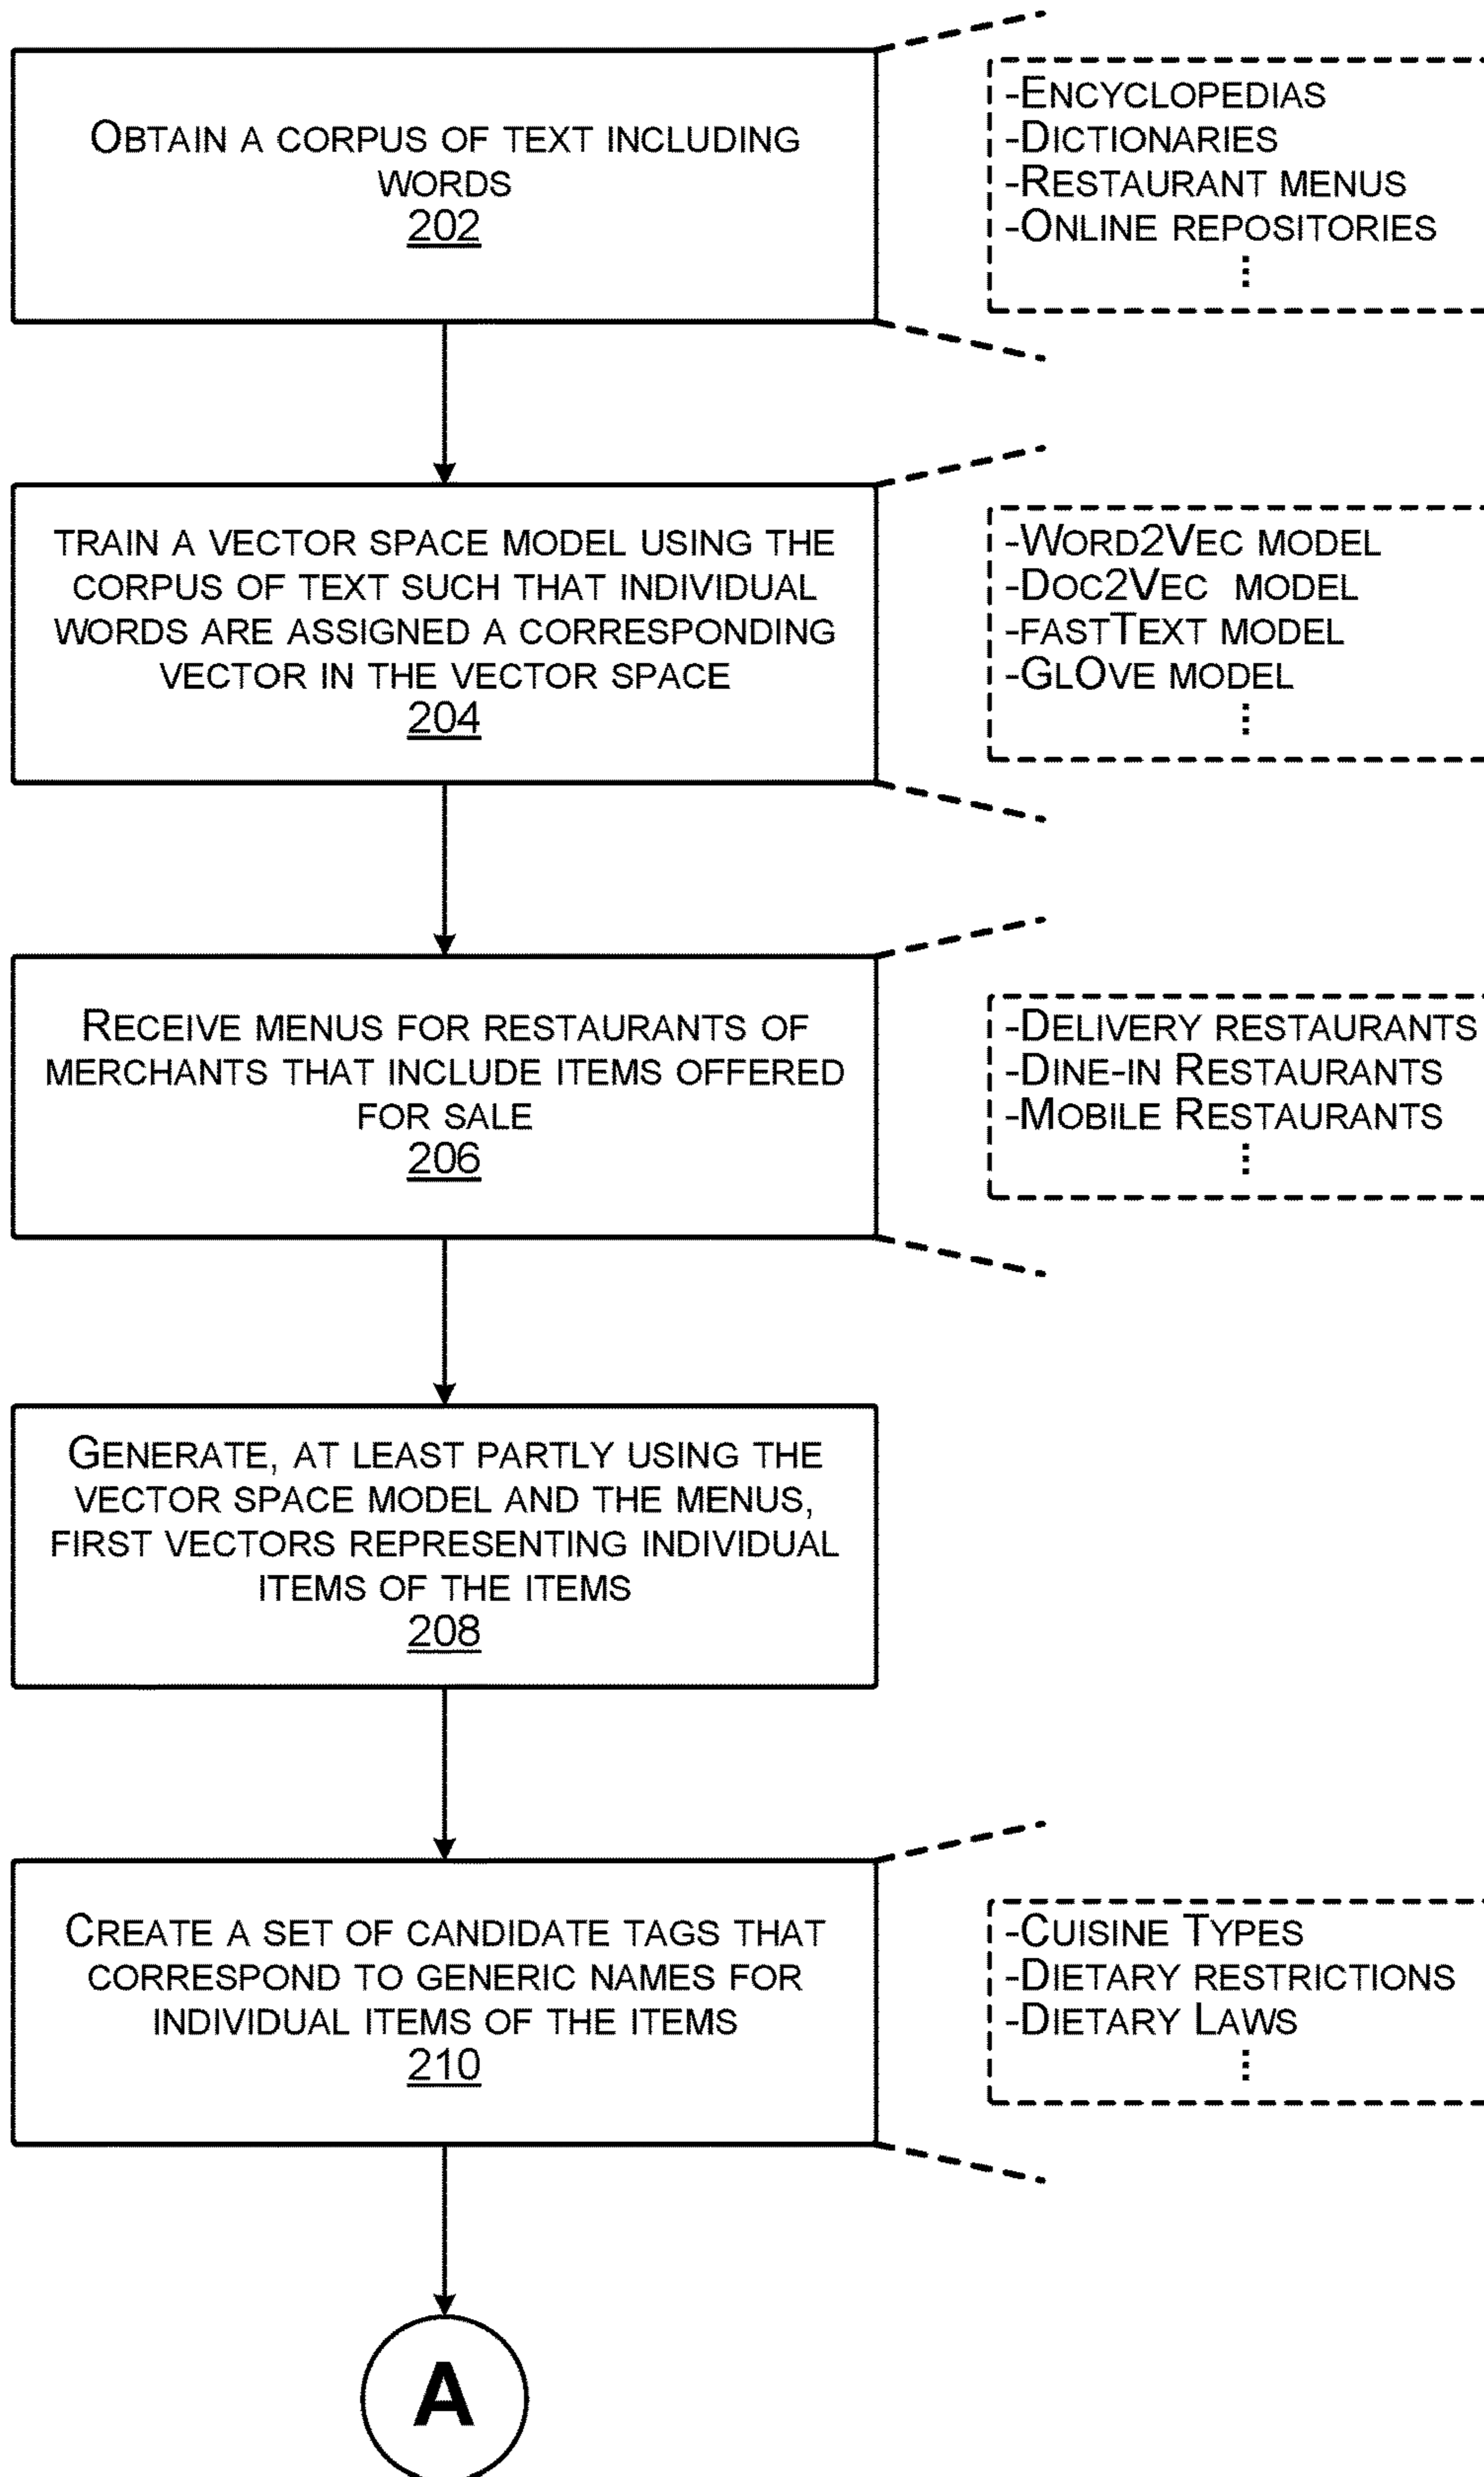 OBTAIN A CORPUS OF TEXT INCLUDING
WORDS
202
-ENCYCLOPEDIAS
-DICTIONARIES
-RESTAURANT MENUS
-ONLINE REPOSITORIES
⋮
TRAIN A VECTOR SPACE MODEL USING THE
CORPUS OF TEXT SUCH THAT INDIVIDUAL
WORDS ARE ASSIGNED A CORRESPONDING
VECTOR IN THE VECTOR SPACE
204
-WORD2VEC MODEL
-DOC2VEC MODEL
-FASTTEXT MODEL
-GLOVE MODEL
⋮
RECEIVE MENUS FOR RESTAURANTS OF
MERCHANTS THAT INCLUDE ITEMS OFFERED
FOR SALE
206
-DELIVERY RESTAURANTS
-DINE-IN RESTAURANTS
-MOBILE RESTAURANTS
⋮
GENERATE, AT LEAST PARTLY USING THE
VECTOR SPACE MODEL AND THE MENUS,
FIRST VECTORS REPRESENTING INDIVIDUAL
ITEMS OF THE ITEMS
208
CREATE A SET OF CANDIDATE TAGS THAT
CORRESPOND TO GENERIC NAMES FOR
INDIVIDUAL ITEMS OF THE ITEMS
210
-CUISINE TYPES
-DIETARY RESTRICTIONS
-DIETARY LAWS
⋮
A